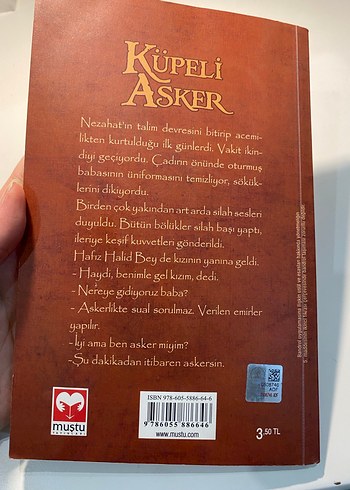 KÜPELİ
ASKER
Nezahat'ın talim devresini bitirip acemi-
likten kurtulduğu ilk günlerdi. Vakit ikin-
diyi geçiyordu. Çadırın önünde oturmuş
babasının üniformasını temizliyor, sökük-
lerini dikiyordu.
Birden çok yakından art arda silah sesleri
duyuldu. Bütün bölükler silah başı yaptı,
ileriye keşif kuvvetleri gönderildi.
Hafız Halid Bey de kızının yanına geldi.
- Haydi, benimle gel kızım, dedi.
- Nereye gidiyoruz baba?
- Askerlikte sual sorulmaz. Verilen emirler
yapılır.
-İyi ama ben asker miyim?
-Şu dakikadan itibaren askersin.
muştu
YAYINLARI
ISBN 978-605-5886-64-6
9 786055 886646
www.mustu.com
3.50 TL